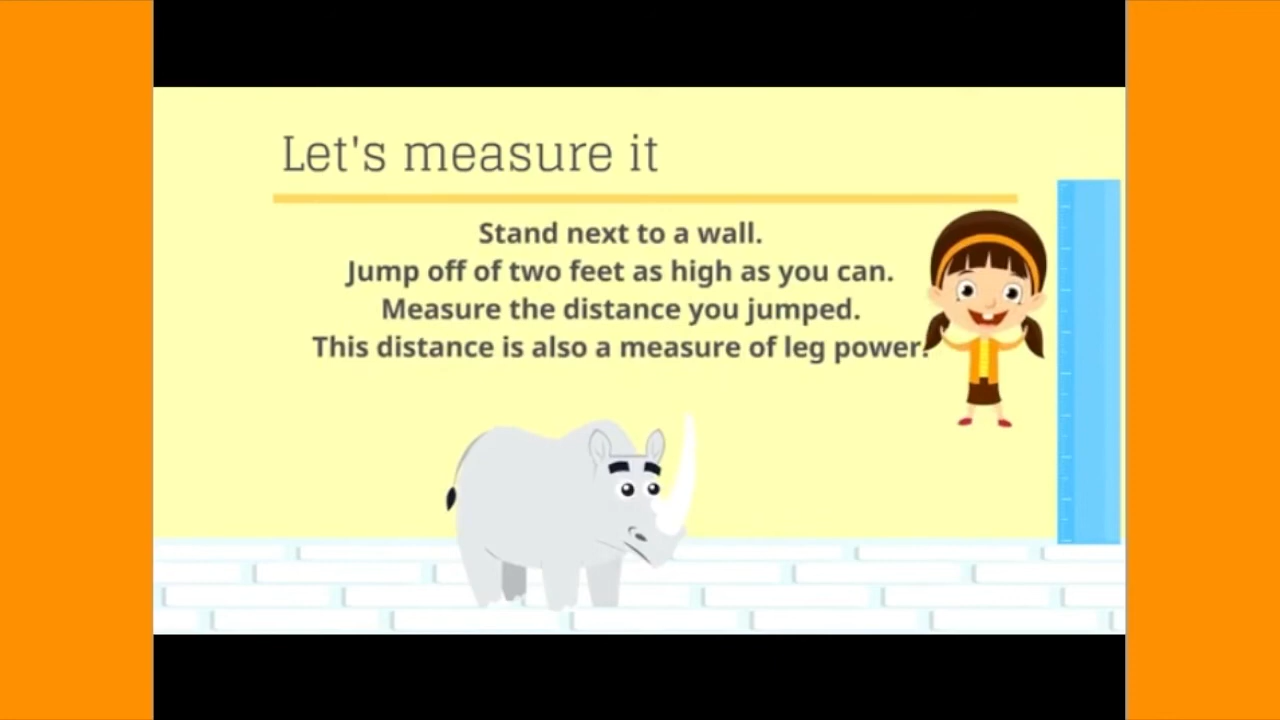 Let's measure it
Stand next to a wall.
Jump off of two feet as high as you can.
Measure the distance you jumped.
This distance is also a measure of leg power.